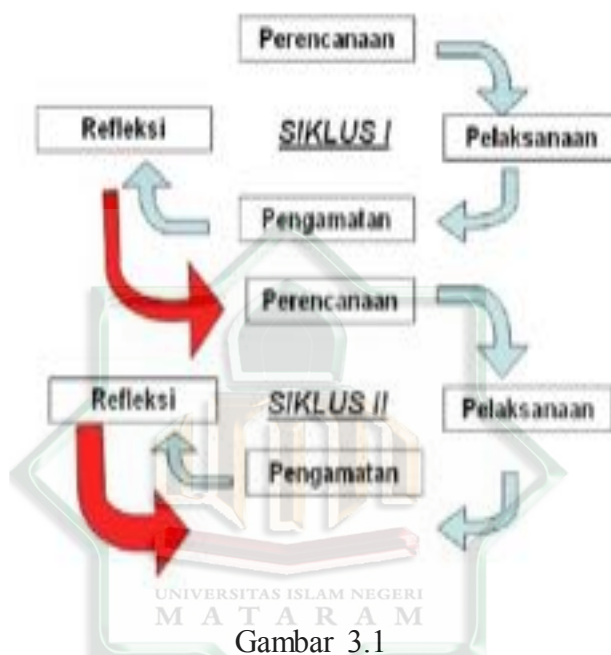 Perencanaan
Refleksi
SIKLUS I
Pelaksanaan
Pengamatan
Perencanaan
Refleksi
SIKLUS II
Pelaksanaan
Pengamatan
UNIVERSITAS ISLAM NEGERI
MATARAM
Gambar 3.1